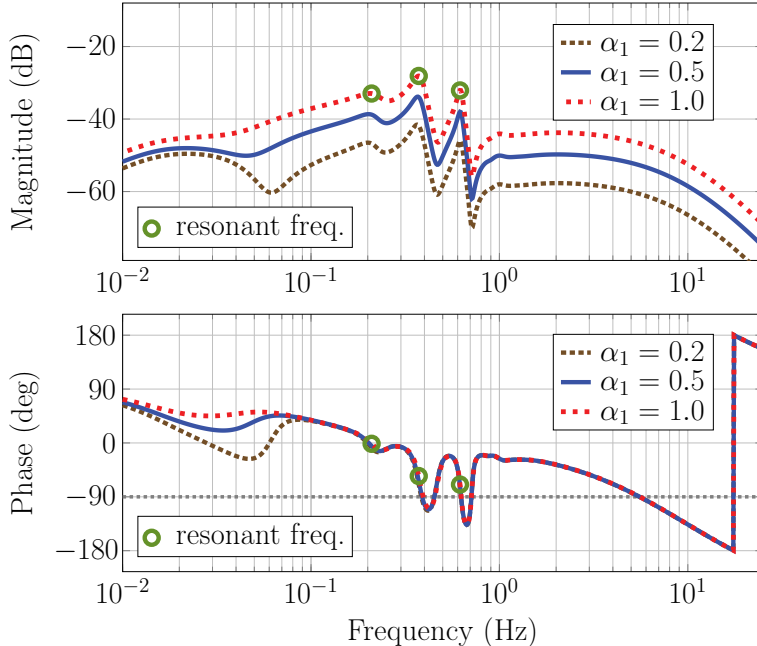 Magnitude (dB)
−20
−40
−60
α₁ = 0.2
α₁ = 0.5
α₁ = 1.0
resonant freq.
10⁻²
10⁻¹
10⁰
10¹
Phase (deg)
180
90
0
−90
−180
α₁ = 0.2
α₁ = 0.5
α₁ = 1.0
resonant freq.
10⁻²
10⁻¹
10⁰
10¹
Frequency (Hz)